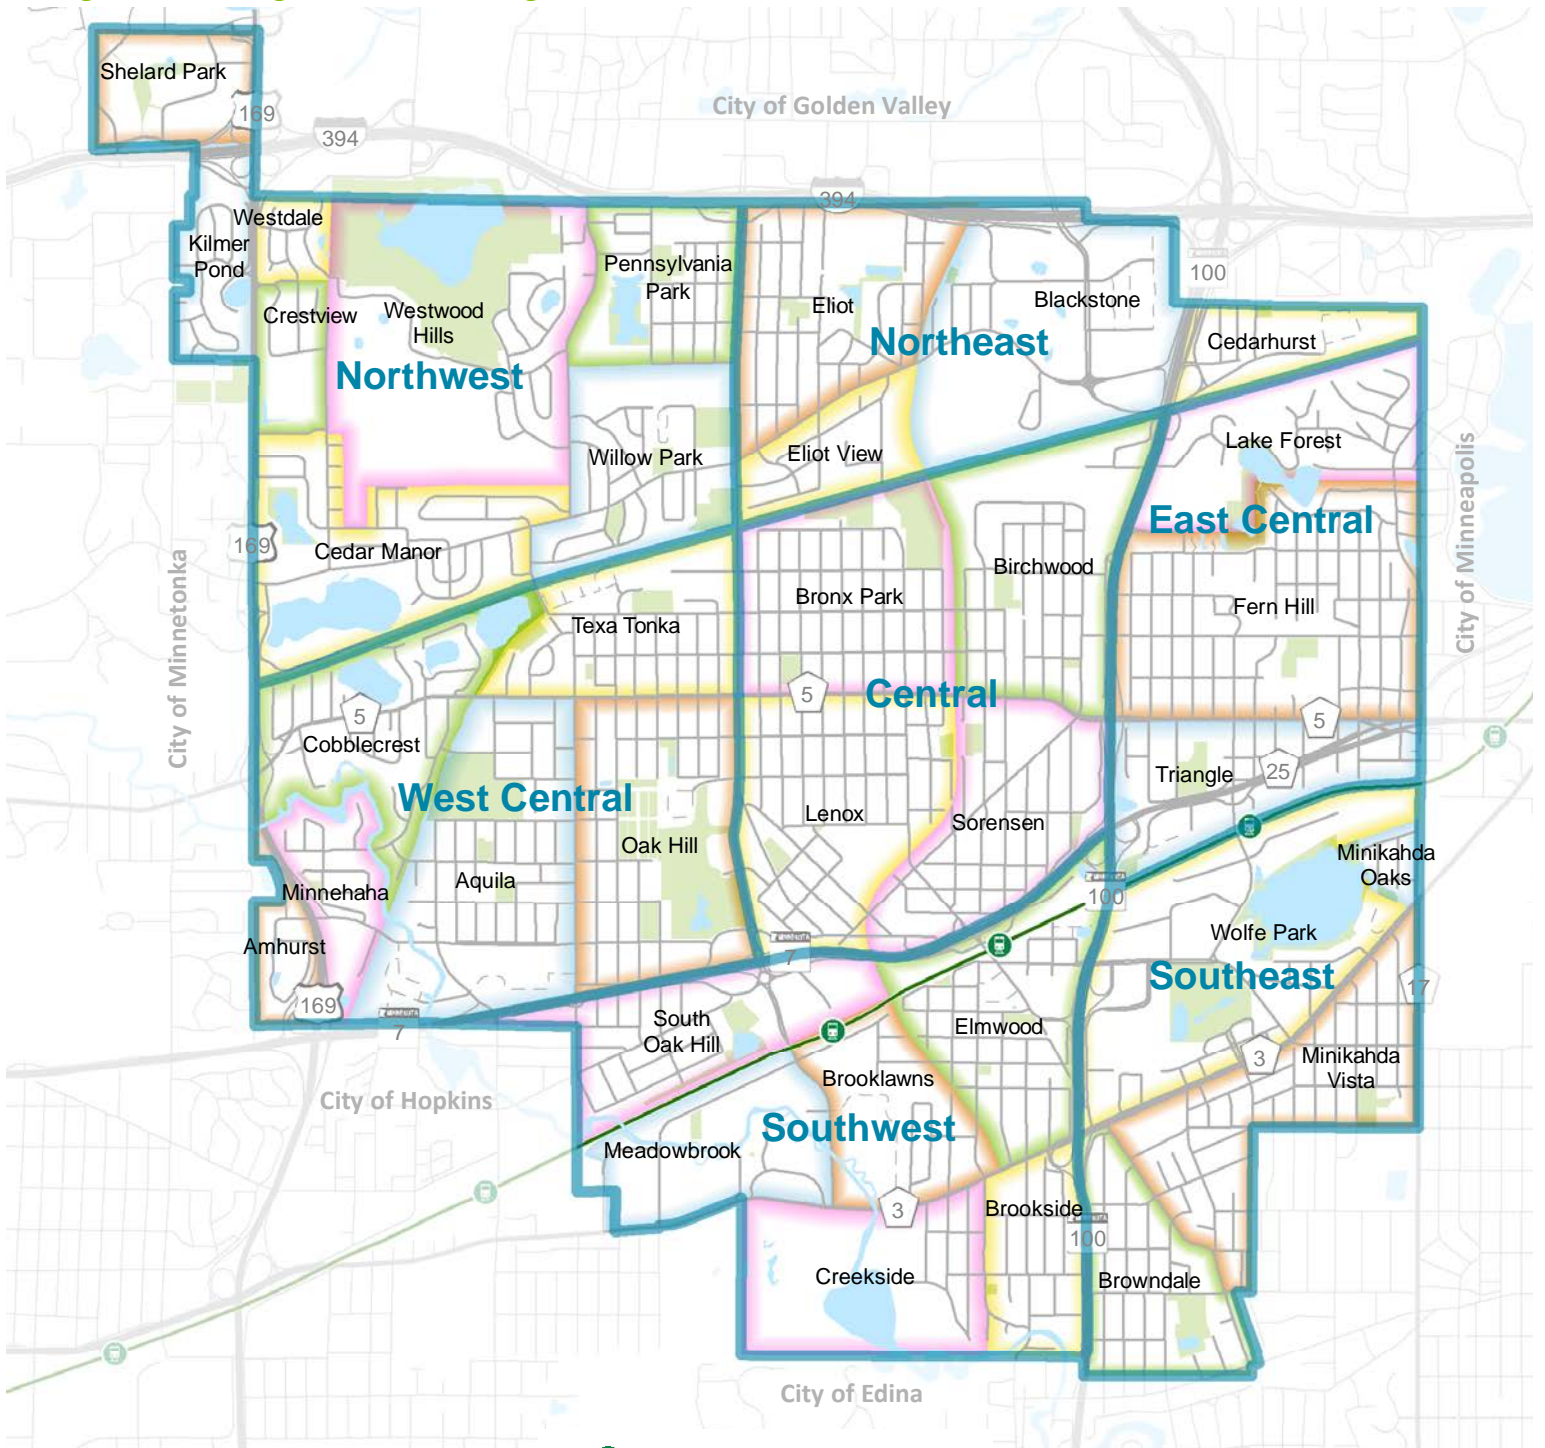 Shelard Park
169
394
City of Golden Valley
394
Westdale
Kilmer
Pond
Pennsylvania
Park
100
Crestview
Westwood
Hills
Eliot
Blackstone
Northeast
Cedarhurst
Northwest
Lake Forest
Willow Park
Eliot View
City of Minneapolis
East Central
169
Cedar Manor
Birchwood
City of Minnetonka
Bronx Park
Fern Hill
Texa Tonka
5
Central
5
5
Cobblecrest
Triangle
25
West Central
Lenox
Sorensen
Oak Hill
Minikahda
Oaks
Aquila
Minnehaha
100
Wolfe Park
Amhurst
MINNESOTA
7
Southeast
17
169
MINNESOTA
7
South
Oak Hill
Elmwood
3
Minikahda
Vista
Brooklawns
City of Hopkins
Southwest
Meadowbrook
3
Brookside
100
Creekside
Browndale
City of Edina